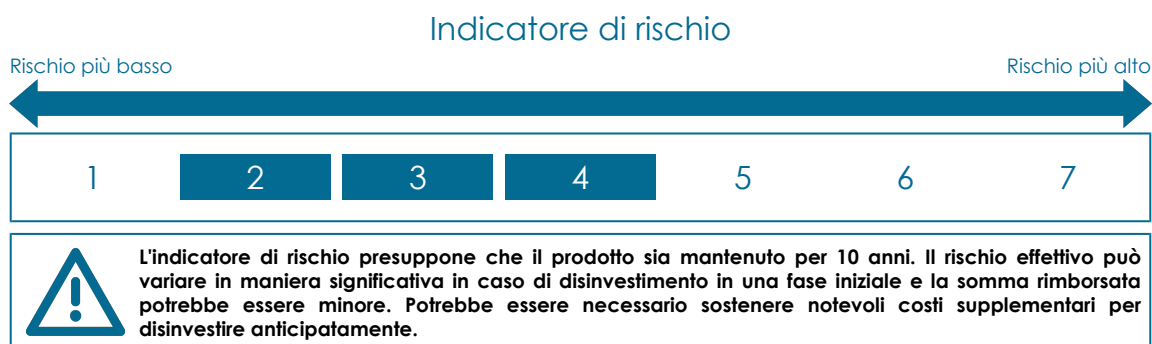 Indicatore di rischio
Rischio più basso
Rischio più alto
1 2 3 4 5 6 7
L'indicatore di rischio presuppone che il prodotto sia mantenuto per 10 anni. Il rischio effettivo può
variare in maniera significativa in caso di disinvestimento in una fase iniziale e la somma rimborsata
potrebbe essere minore. Potrebbe essere necessario sostenere notevoli costi supplementari per
disinvestire anticipatamente.